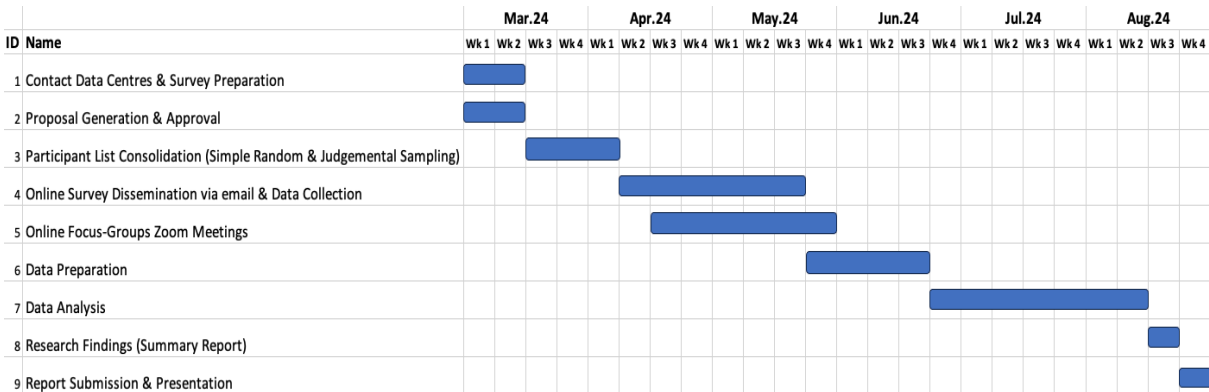 Mar.24 Apr.24 May.24 Jun.24 Jul.24 Aug.24
ID Name Wk 1 Wk 2 Wk 3 Wk 4 Wk 1 Wk 2 Wk 3 Wk 4 Wk 1 Wk 2 Wk 3 Wk 4 Wk 1 Wk 2 Wk 3 Wk 4 Wk 1 Wk 2 Wk 3 Wk 4 Wk 1 Wk 2 Wk 3 Wk 4
1 Contact Data Centres & Survey Preparation
2 Proposal Generation & Approval
3 Participant List Consolidation (Simple Random & Judgemental Sampling)
4 Online Survey Dissemination via email & Data Collection
5 Online Focus-Groups Zoom Meetings
6 Data Preparation
7 Data Analysis
8 Research Findings (Summary Report)
9 Report Submission & Presentation